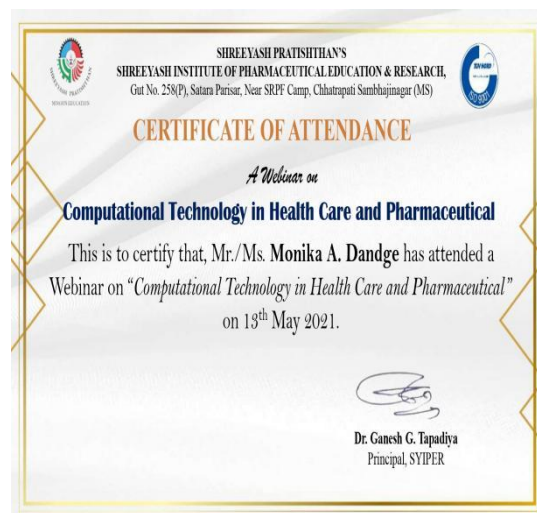 SHREEYASH PRATISHTHAN'S
SHREEYASH INSTITUTE OF PHARMACEUTICAL EDUCATION & RESEARCH,
Gut No. 258(P), Satara Parisar, Near SRPF Camp, Chhatrapati Sambhajinagar (MS)
SHREEYASH PRATISHTHAN
CERTIFICATE OF ATTENDANCE
A Webinar on
Computational Technology in Health Care and Pharmaceutical
This is to certify that, Mr./Ms. Monika A. Dandge has attended a
Webinar on “Computational Technology in Health Care and Pharmaceutical”
on 13th May 2021.
Dr. Ganesh G. Tapadiya
Principal, SYIPER